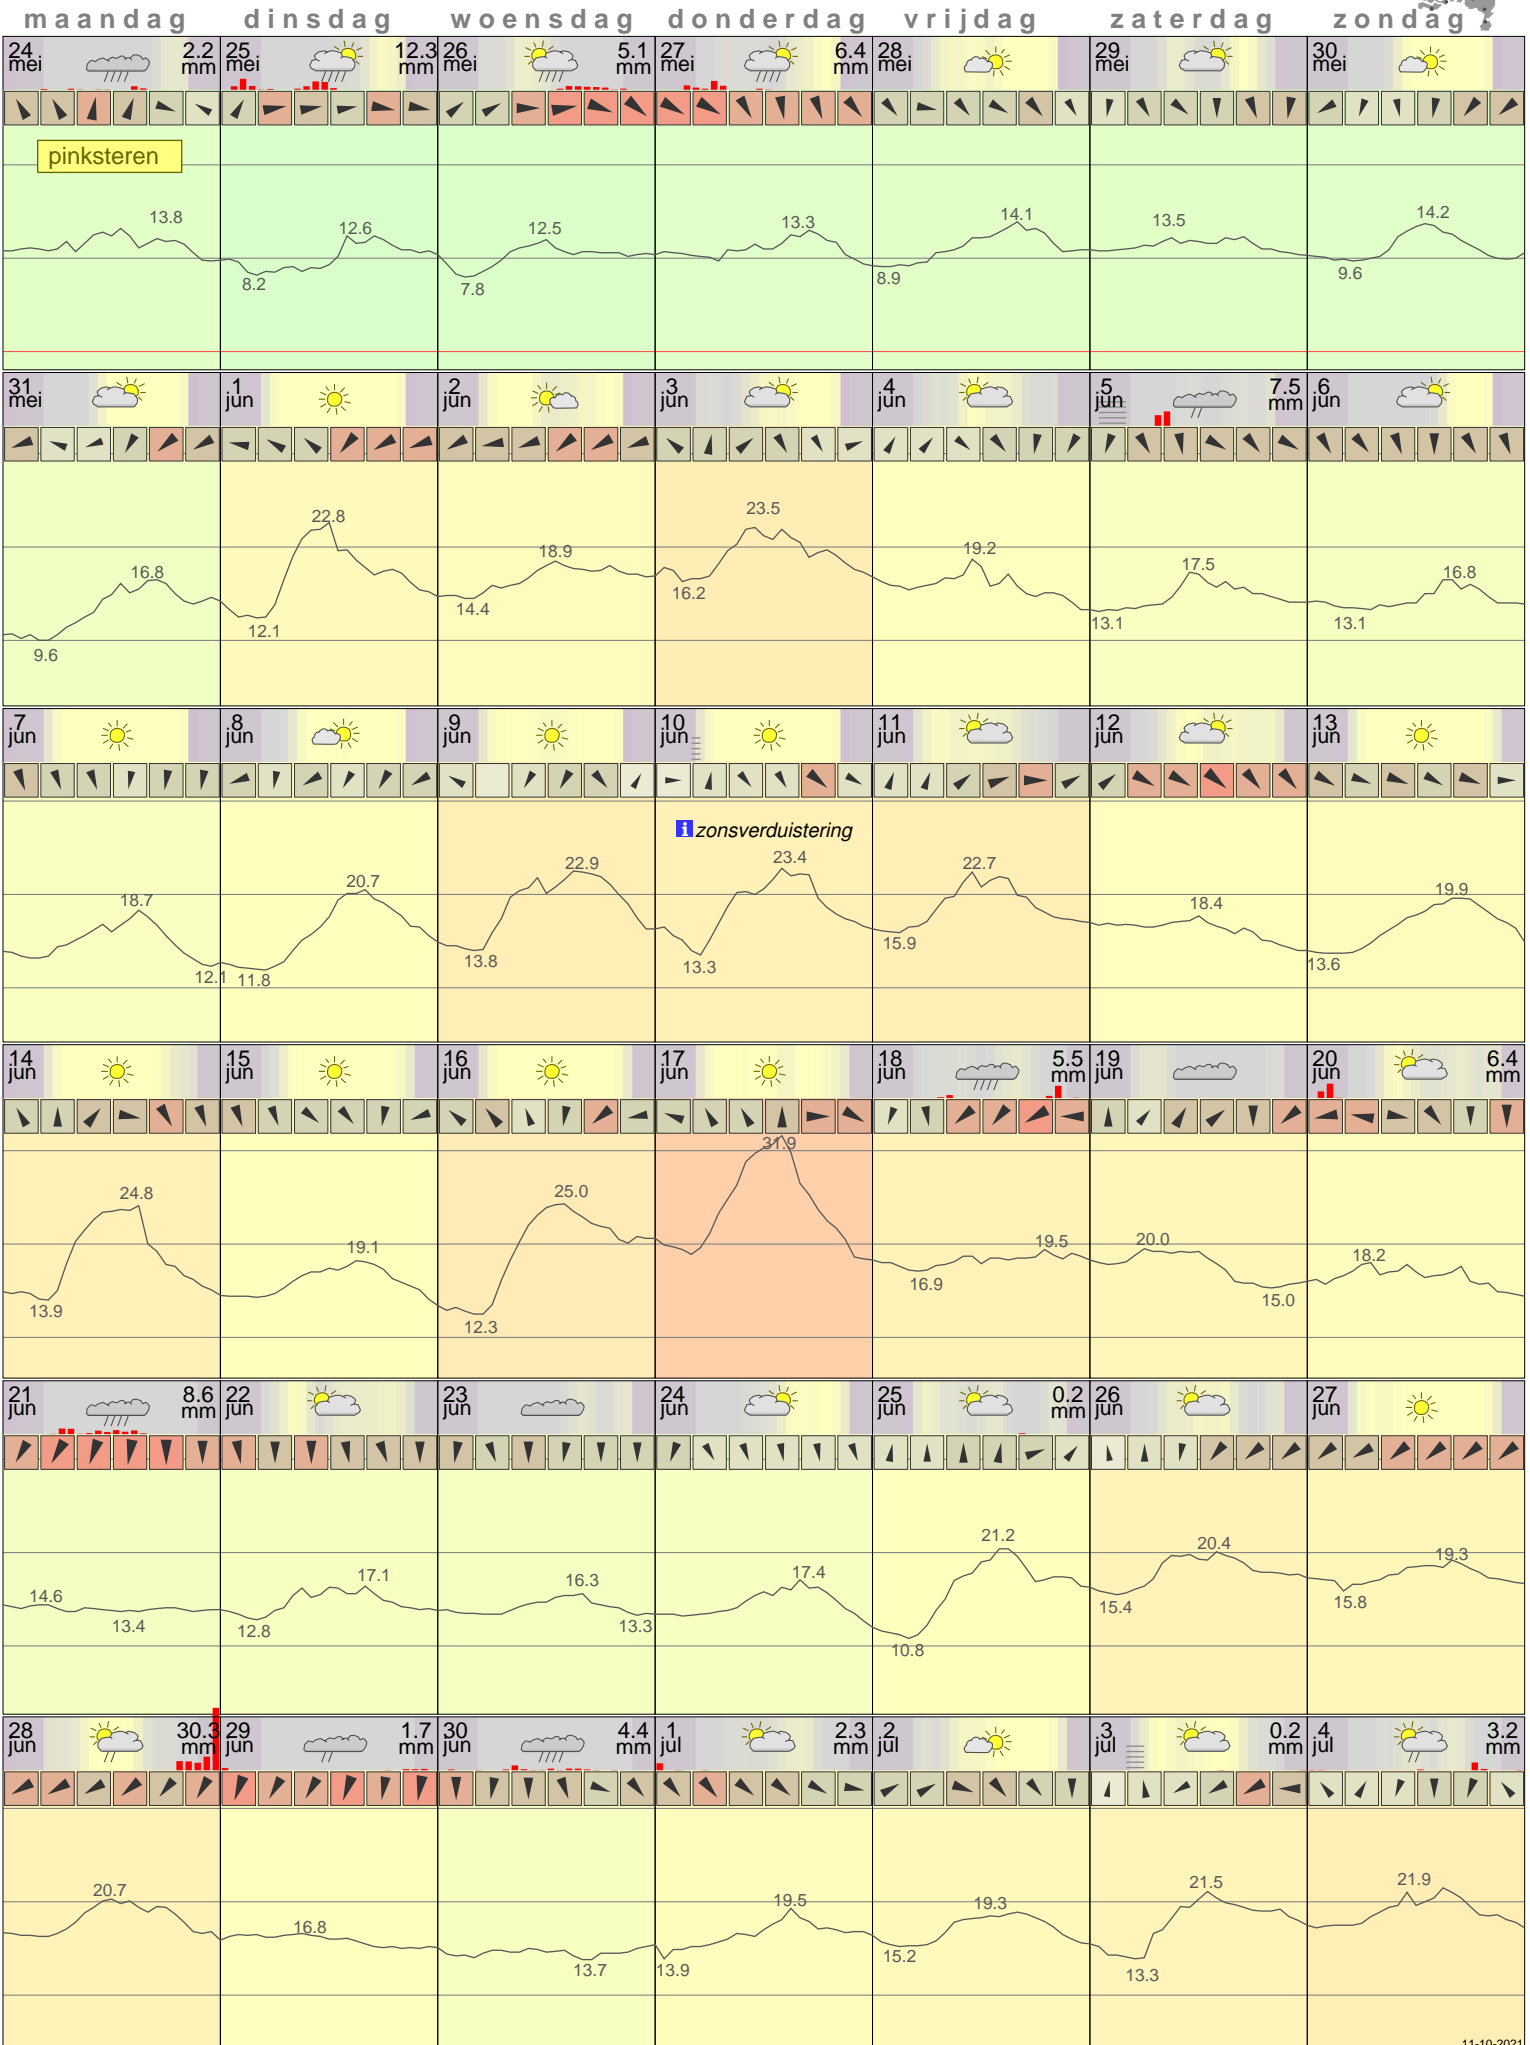 maandag dinsdag woensdag donderdag vrijdag zaterdag zondag
24 2.2 25 12.3 26 5.1 27 6.4 28 29 30
mei mm mei mm mei mm mei mm mei mei mei
pinksteren
13.8 12.6 12.5 13.3 14.1 13.5 14.2
8.2 7.8 8.9 9.6
31 1 2 3 4 5 7.5 6
mei jun jun jun jun jun mm jun
16.8 22.8 18.9 23.5 19.2 17.5 16.8
9.6 12.1 14.4 16.2 13.1 13.1
7 8 9 10 11 12 13
jun jun jun jun jun jun jun
i zonsverduistering
18.7 20.7 22.9 23.4 22.7 18.4 19.9
12.1 11.8 13.8 13.3 15.9 13.6
14 15 16 17 18 5.5 19 20 6.4
jun jun jun jun jun mm jun jun mm
24.8 19.1 25.0 31.9 19.5 20.0 18.2
13.9 12.3 16.9 15.0
21 8.6 22 23 24 25 0.2 26 27
jun mm jun jun jun jun mm jun jun
14.6 17.1 16.3 17.4 21.2 20.4 19.3
13.4 12.8 13.3 10.8 15.4 15.8
28 30.3 29 1.7 30 4.4 1 2.3 2 3 0.2 4 3.2
jun mm jun mm jun mm jul mm jul jul mm jul mm
20.7 16.8 19.5 19.3 21.5 21.9
13.7 13.9 15.2 13.3
11-10-2021